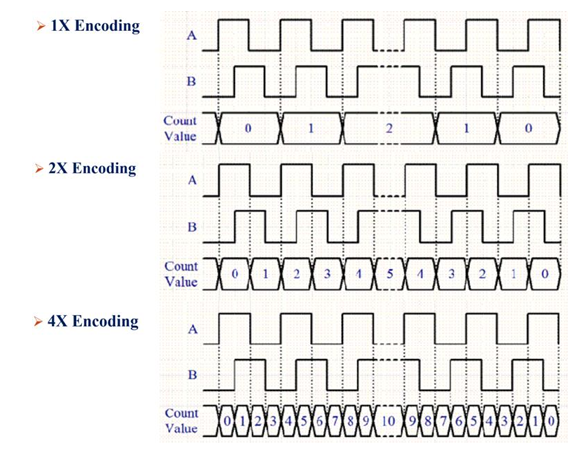 ➢ 1X Encoding
A
B
Count Value 0 1 2 1 0
➢ 2X Encoding
A
B
Count Value 0 1 2 3 4 5 4 3 2 1 0
➢ 4X Encoding
A
B
Count Value 0 1 2 3 4 5 6 7 8 9 10 9 8 7 6 5 4 3 2 1 0